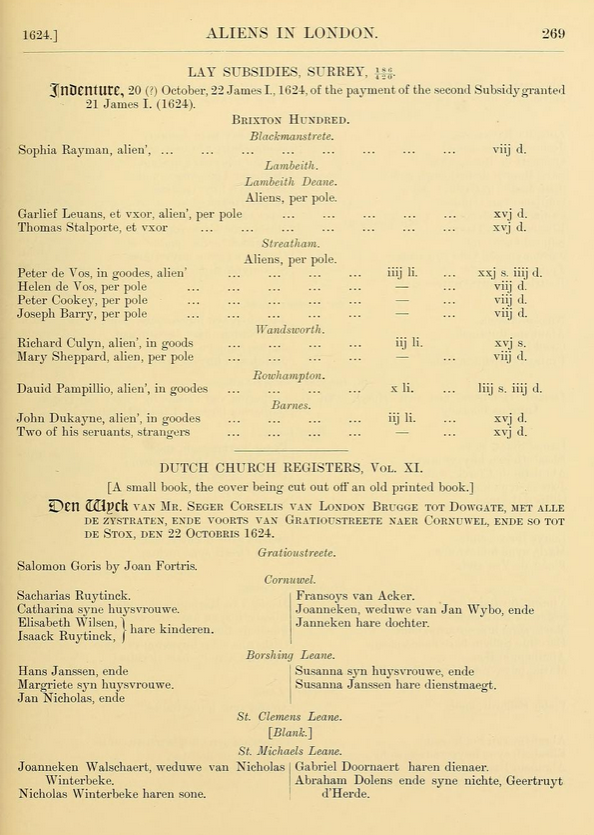 1624.] ALIENS IN LONDON. 269
LAY SUBSIDIES, SURREY, 186/428.
Indenture, 20 (?) October, 22 James I., 1624, of the payment of the second Subsidy granted
21 James I. (1624).
BRIXTON HUNDRED.
Blackmanstrete.
Sophia Rayman, alien', ... ... ... ... ... ... ... ... viij d.
Lambeith.
Lambeith Deane.
Aliens, per pole.
Garlief Leuans, et vxor, alien', per pole ... ... ... ... ... xvj d.
Thomas Stalporte, et vxor ... ... ... ... ... ... ... xvj d.
Streatham.
Aliens, per pole.
Peter de Vos, in goodes, alien' ... ... ... ... iiij li. ... xxj s. iiij d.
Helen de Vos, per pole ... ... ... ... ... — ... viij d.
Peter Cookey, per pole ... ... ... ... ... — ... viij d.
Joseph Barry, per pole ... ... ... ... ... — ... viij d.
Wandsworth.
Richard Culyn, alien', in goods ... ... ... ... iij li. ... xvj s.
Mary Sheppard, alien, per pole ... ... ... ... — ... viij d.
Rowhampton.
Dauid Pampillio, alien', in goodes ... ... ... ... x li. ... liij s. iiij d.
Barnes.
John Dukayne, alien', in goodes ... ... ... ... iij li. ... xvj d.
Two of his seruants, strangers ... ... ... ... — ... xvj d.
DUTCH CHURCH REGISTERS, VOL. XI.
[A small book, the cover being cut out off an old printed book.]
Den Wyck VAN MR. SEGER CORSELIS VAN LONDON BRUGGE TOT DOWGATE, MET ALLE
DE ZYSTRATEN, ENDE VOORTS VAN GRATIOUSTREETE NAER CORNUWEL, ENDE SO TOT
DE STOX, DEN 22 OCTOBRIS 1624.
Gratioustreete.
Salomon Goris by Joan Fortris.
Cornuwel.
Sacharias Ruytinck.
Catharina syne huysvrouwe.
Elisabeth Wilsen, } hare kinderen.
Isaack Ruytinck,
Fransoys van Acker.
Joanneken, weduwe van Jan Wybo, ende
Janneken hare dochter.
Borshing Leane.
Hans Janssen, ende
Margriete syn huysvrouwe.
Jan Nicholas, ende
Susanna syn huysvrouwe, ende
Susanna Janssen hare dienstmaegt.
St. Clemens Leane.
[Blank.]
St. Michaels Leane.
Joanneken Walschaert, weduwe van Nicholas
Winterbeke.
Nicholas Winterbeke haren sone.
Gabriel Doornaert haren dienaer.
Abraham Dolens ende syne nichte, Geertruyt
d'Herde.